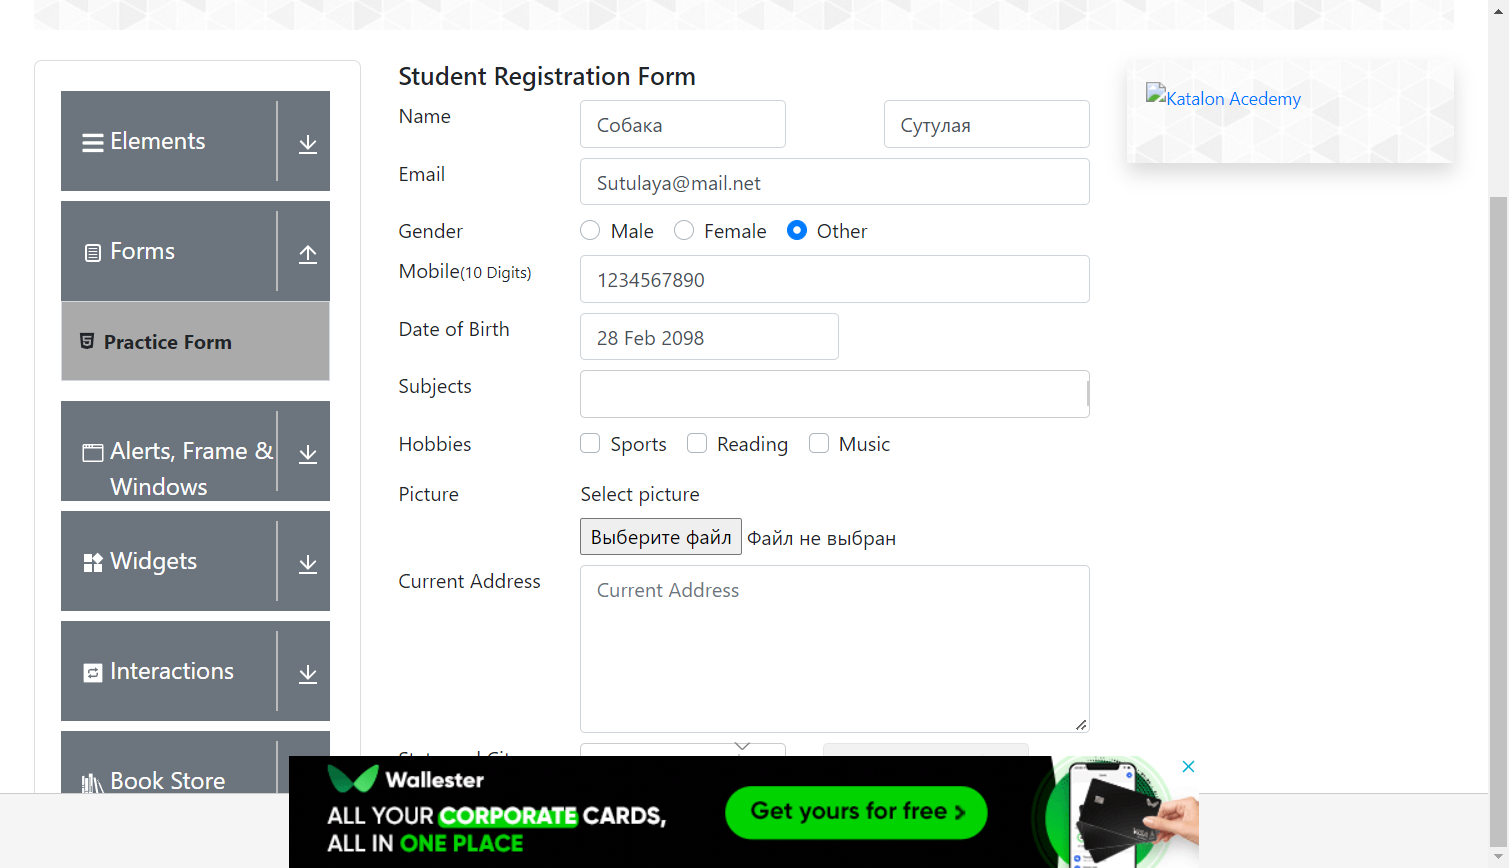 Elements
Forms
Practice Form
Alerts, Frame &
Windows
Widgets
Interactions
Book Store
Student Registration Form
Name
Собака
Сутулая
Email
Sutulaya@mail.net
Gender
Male
Female
Other
Mobile(10 Digits)
1234567890
Date of Birth
28 Feb 2098
Subjects
Hobbies
Sports
Reading
Music
Picture
Select picture
Выберите файл Файл не выбран
Current Address
Current Address
Katalon Acedemy
Wallester
ALL YOUR CORPORATE CARDS,
ALL IN ONE PLACE
Get yours for free >